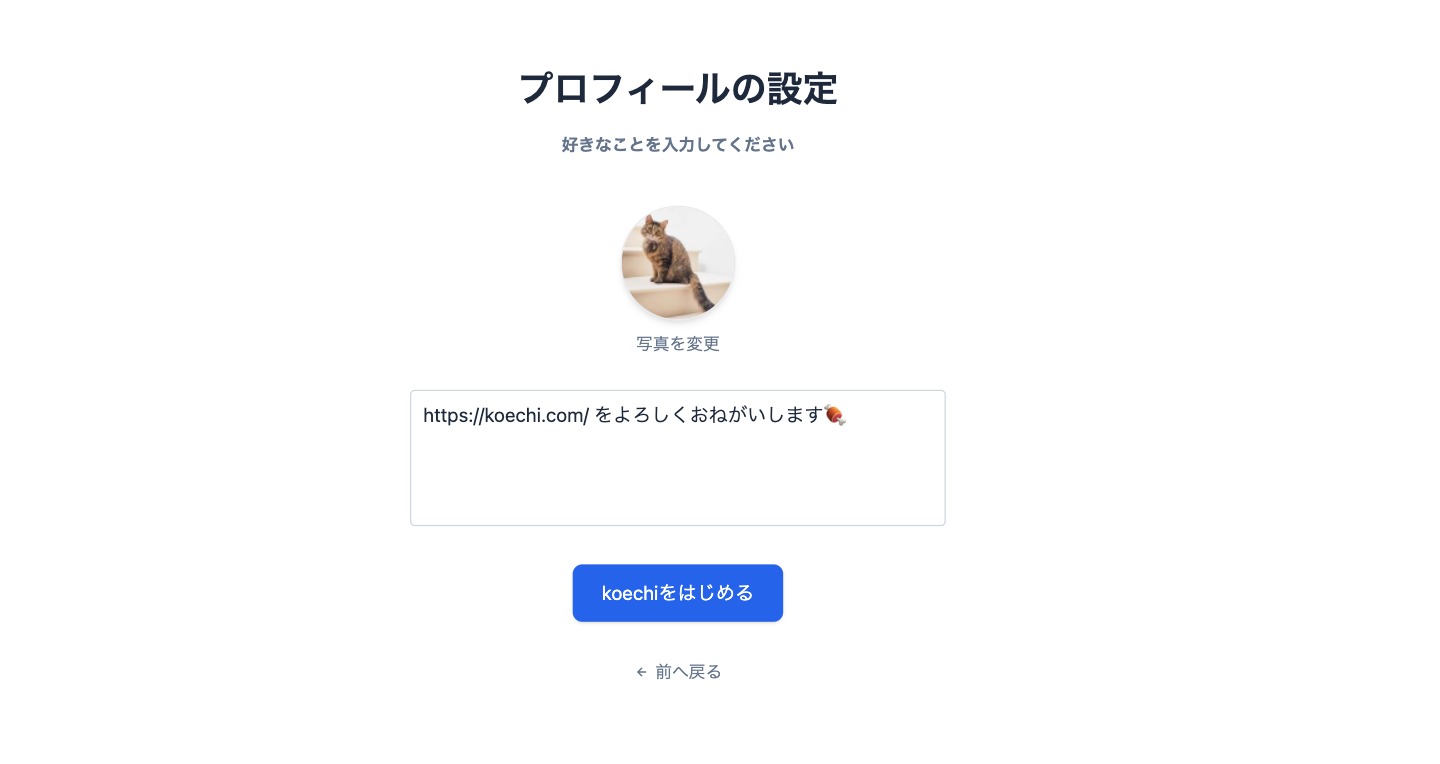 プロフィールの設定
好きなことを入力してください
写真を変更
https://koechi.com/ をよろしくおねがいします🍖
koechiをはじめる
← 前へ戻る